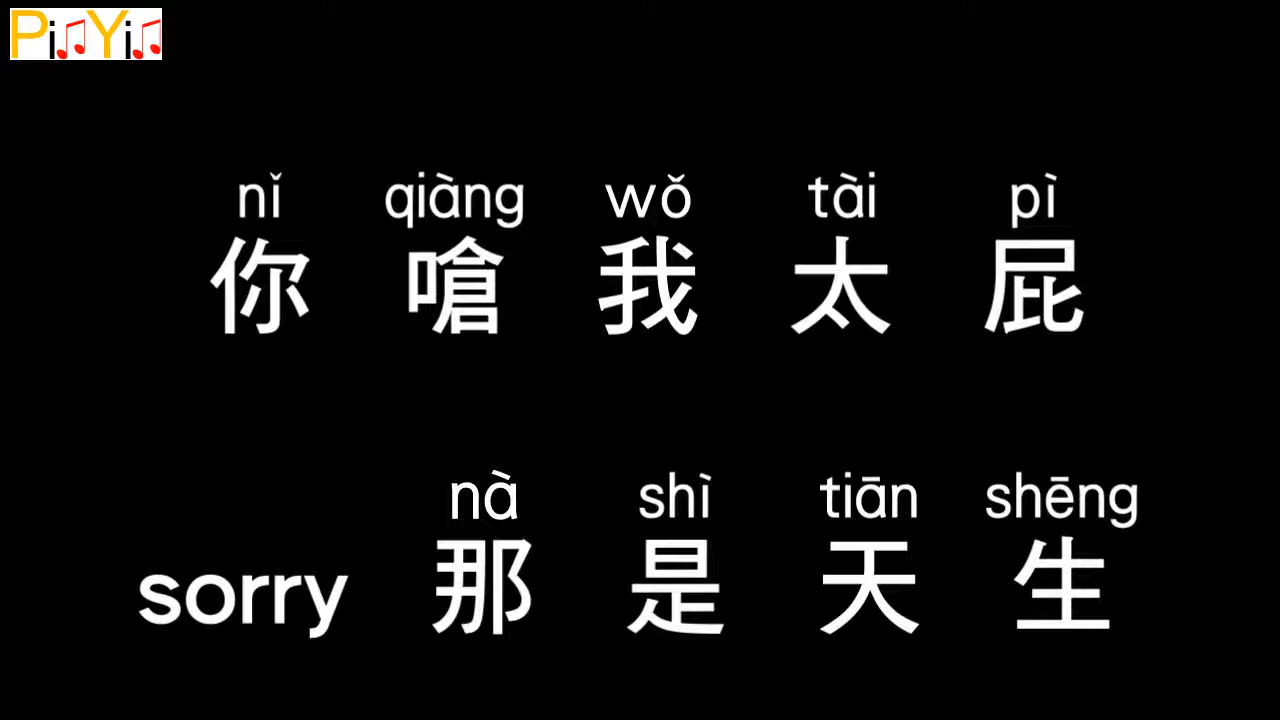 PinYin
nǐ qiàng wǒ tài pì
你 嗆 我 太 屁
nà shì tiān shēng
sorry 那 是 天 生